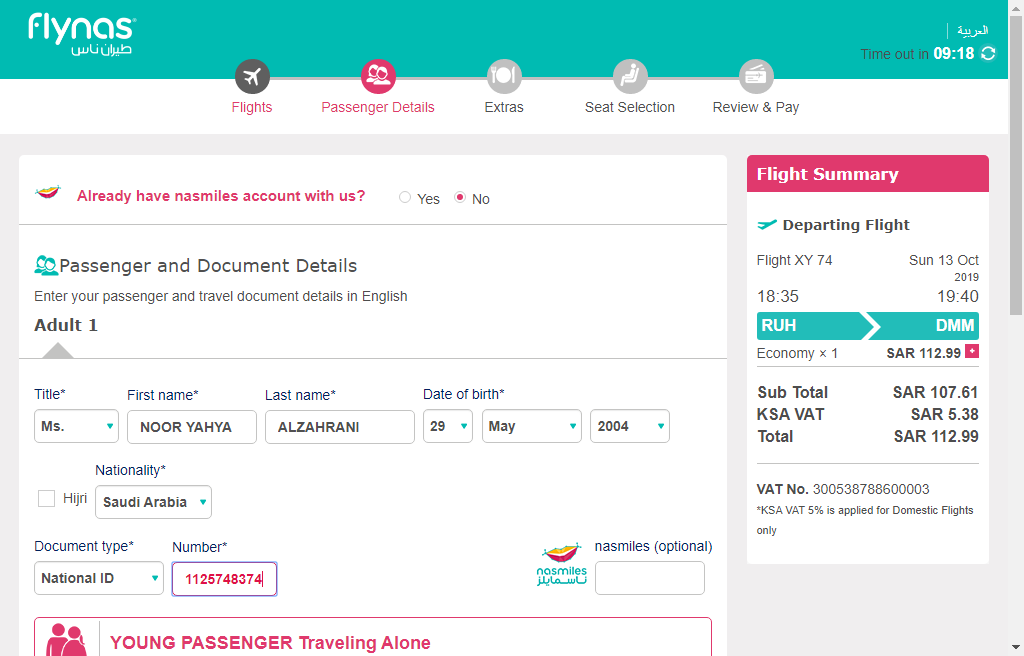 flynas
طيران ناس
العربية
Time out in 09:18
Flights
Passenger Details
Extras
Seat Selection
Review & Pay
Already have nasmiles account with us?
Yes
No
Passenger and Document Details
Enter your passenger and travel document details in English
Adult 1
Title*
First name*
Last name*
Date of birth*
Ms.
NOOR YAHYA
ALZAHRANI
29
May
2004
Nationality*
Hijri
Saudi Arabia
Document type*
Number*
nasmiles (optional)
National ID
1125748374
nasmiles
ناسمايلز
YOUNG PASSENGER Traveling Alone
Flight Summary
Departing Flight
Flight XY 74
Sun 13 Oct
2019
18:35
19:40
RUH
DMM
Economy × 1
SAR 112.99
Sub Total
SAR 107.61
KSA VAT
SAR 5.38
Total
SAR 112.99
VAT No. 300538788600003
*KSA VAT 5% is applied for Domestic Flights
only